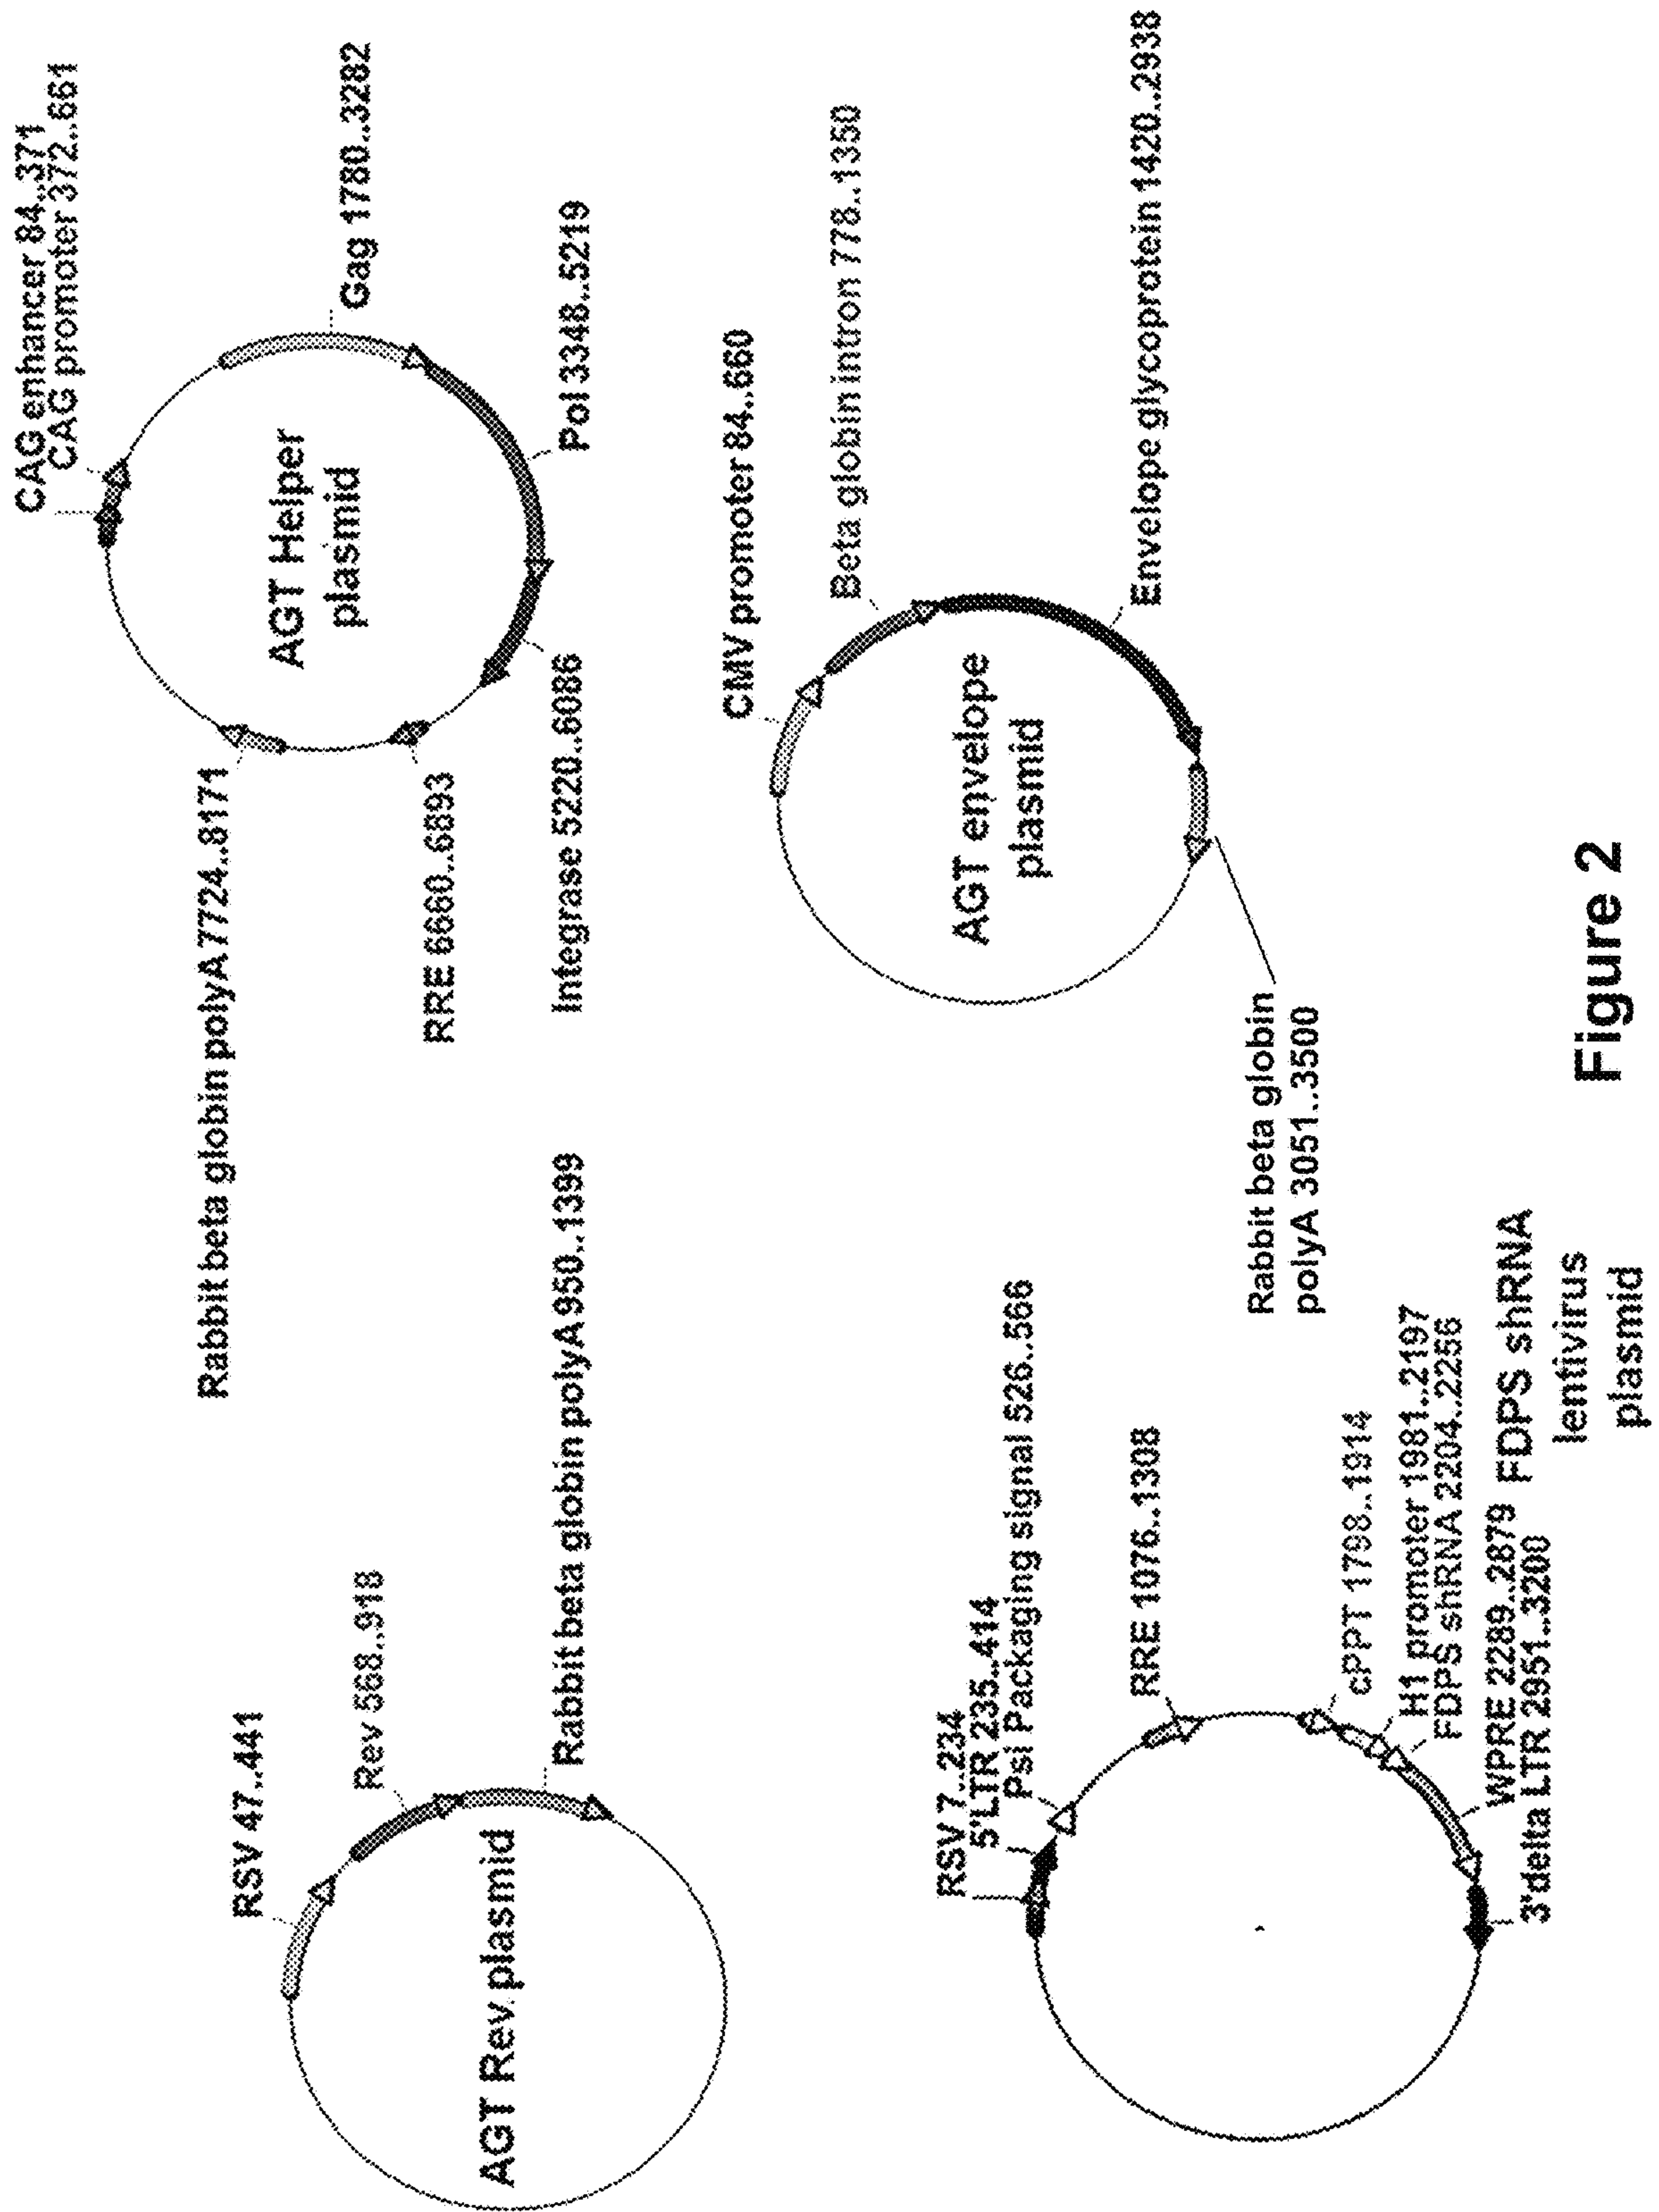 RSV 47..441
Rev 568..918
Rabbit beta globin polyA 950..1399
AGT Rev plasmid
CAG enhancer 84..371
CAG promoter 372..661
Gag 1780..3282
Pol 3348..5219
Integrase 5220..6086
RRE 6660..6893
Rabbit beta globin polyA 7724..8171
AGT Helper
plasmid
RSV 7..234
5'LTR 235..414
Psi Packaging signal 526..566
RRE 1076..1308
cPPT 1798..1914
H1 promoter 1981..2197
FDPS shRNA 2204..2256
WPRE 2289..2879
3'delta LTR 2951..3200
FDPS shRNA
lentivirus
plasmid
CMV promoter 84..660
Beta globin intron 778..1350
Envelope glycoprotein 1420..2938
Rabbit beta globin
polyA 3051..3500
AGT envelope
plasmid
Figure 2